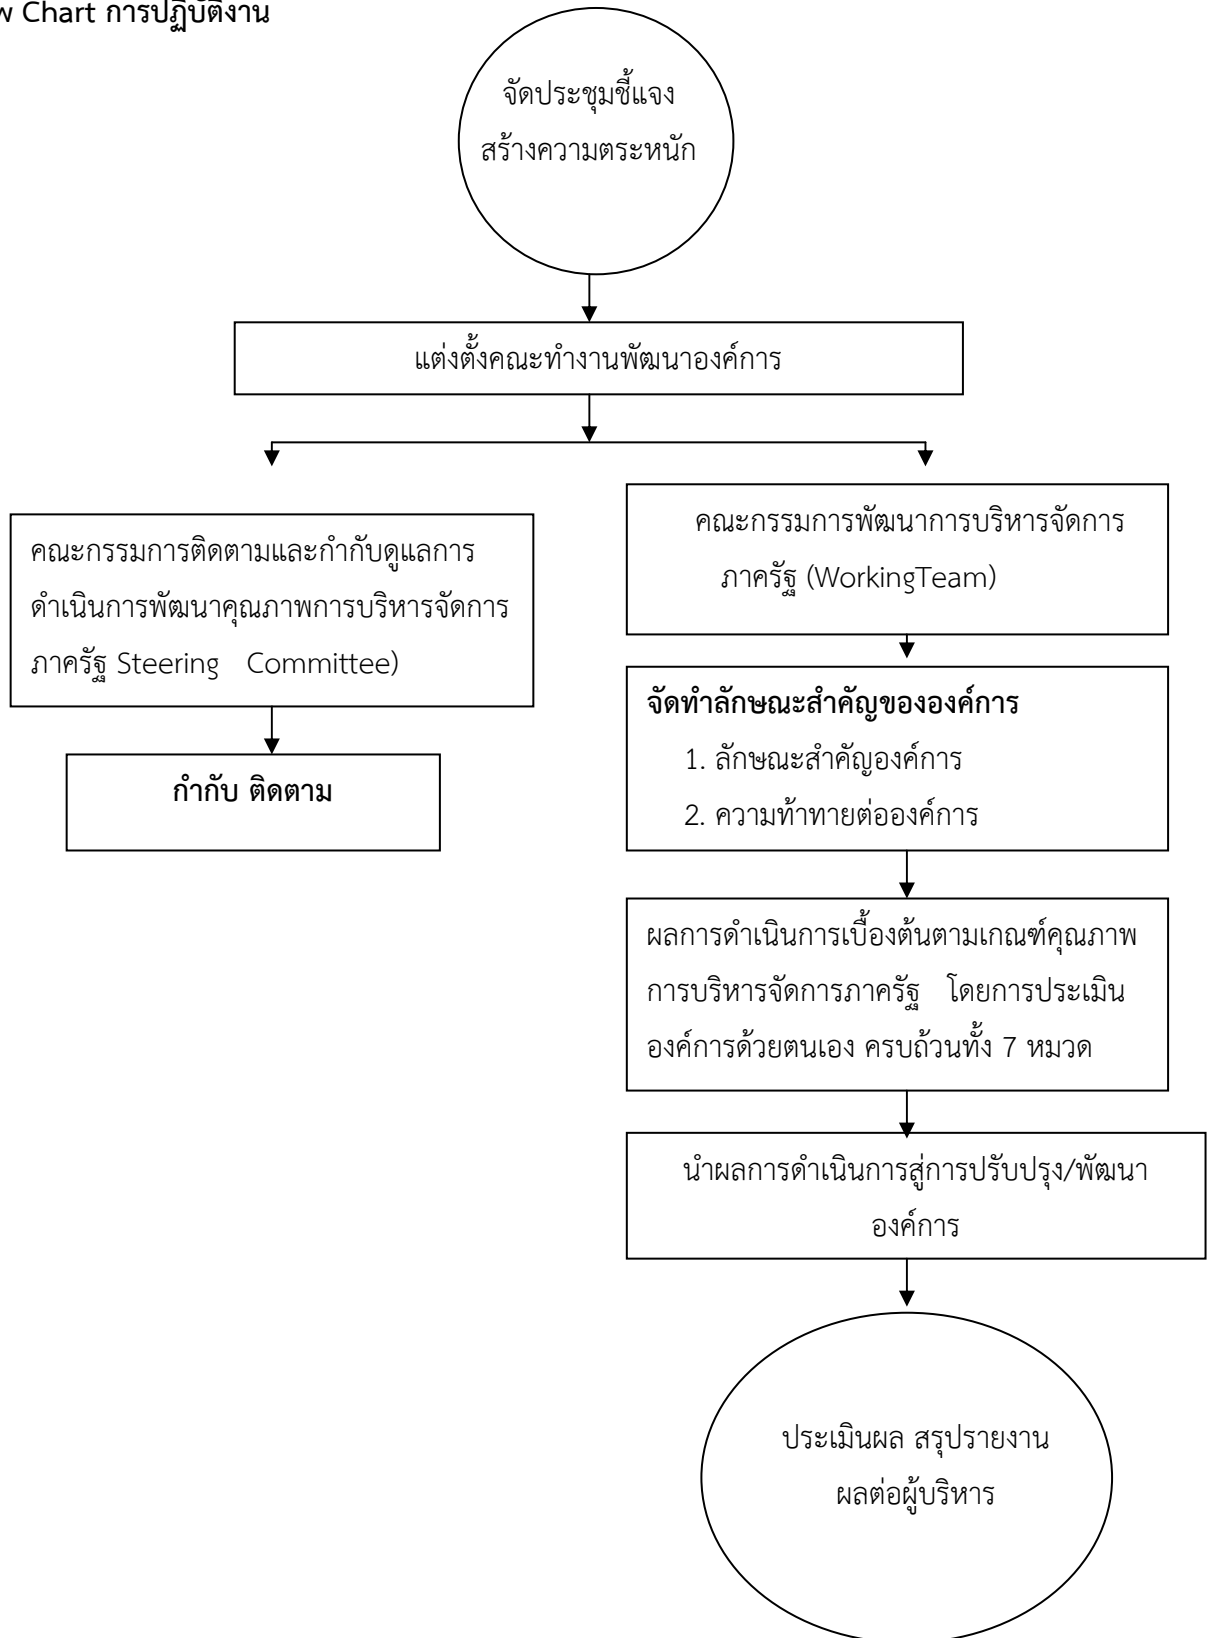 w Chart การปฏิบัติงาน
จัดประชุมชี้แจง
สร้างความตระหนัก
แต่งตั้งคณะทำงานพัฒนาองค์การ
คณะกรรมการติดตามและกำกับดูแลการ
ดำเนินการพัฒนาคุณภาพการบริหารจัดการ
ภาครัฐ Steering Committee)
กำกับ ติดตาม
คณะกรรมการพัฒนาการบริหารจัดการ
ภาครัฐ (WorkingTeam)
จัดทำลักษณะสำคัญขององค์การ
1. ลักษณะสำคัญองค์การ
2. ความท้าทายต่อองค์การ
ผลการดำเนินการเบื้องต้นตามเกณฑ์คุณภาพ
การบริหารจัดการภาครัฐ โดยการประเมิน
องค์การด้วยตนเอง ครบถ้วนทั้ง 7 หมวด
นำผลการดำเนินการสู่การปรับปรุง/พัฒนา
องค์การ
ประเมินผล สรุปรายงาน
ผลต่อผู้บริหาร